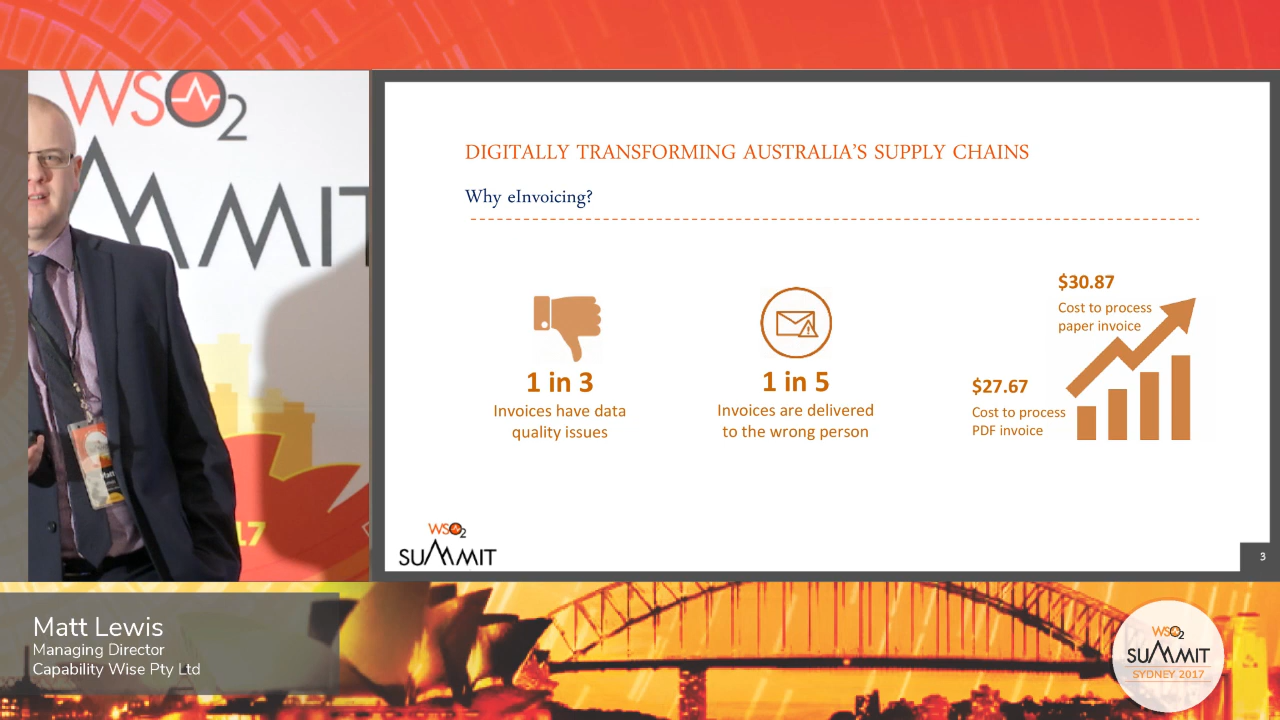 WSO2
SUMMIT
17
DIGITALLY TRANSFORMING AUSTRALIA'S SUPPLY CHAINS
Why eInvoicing?
1 in 3
Invoices have data
quality issues
1 in 5
Invoices are delivered
to the wrong person
$30.87
Cost to process
paper invoice
$27.67
Cost to process
PDF invoice
WSO2
SUMMIT
3
Matt Lewis
Managing Director
Capability Wise Pty Ltd
WSO2
SUMMIT
SYDNEY 2017